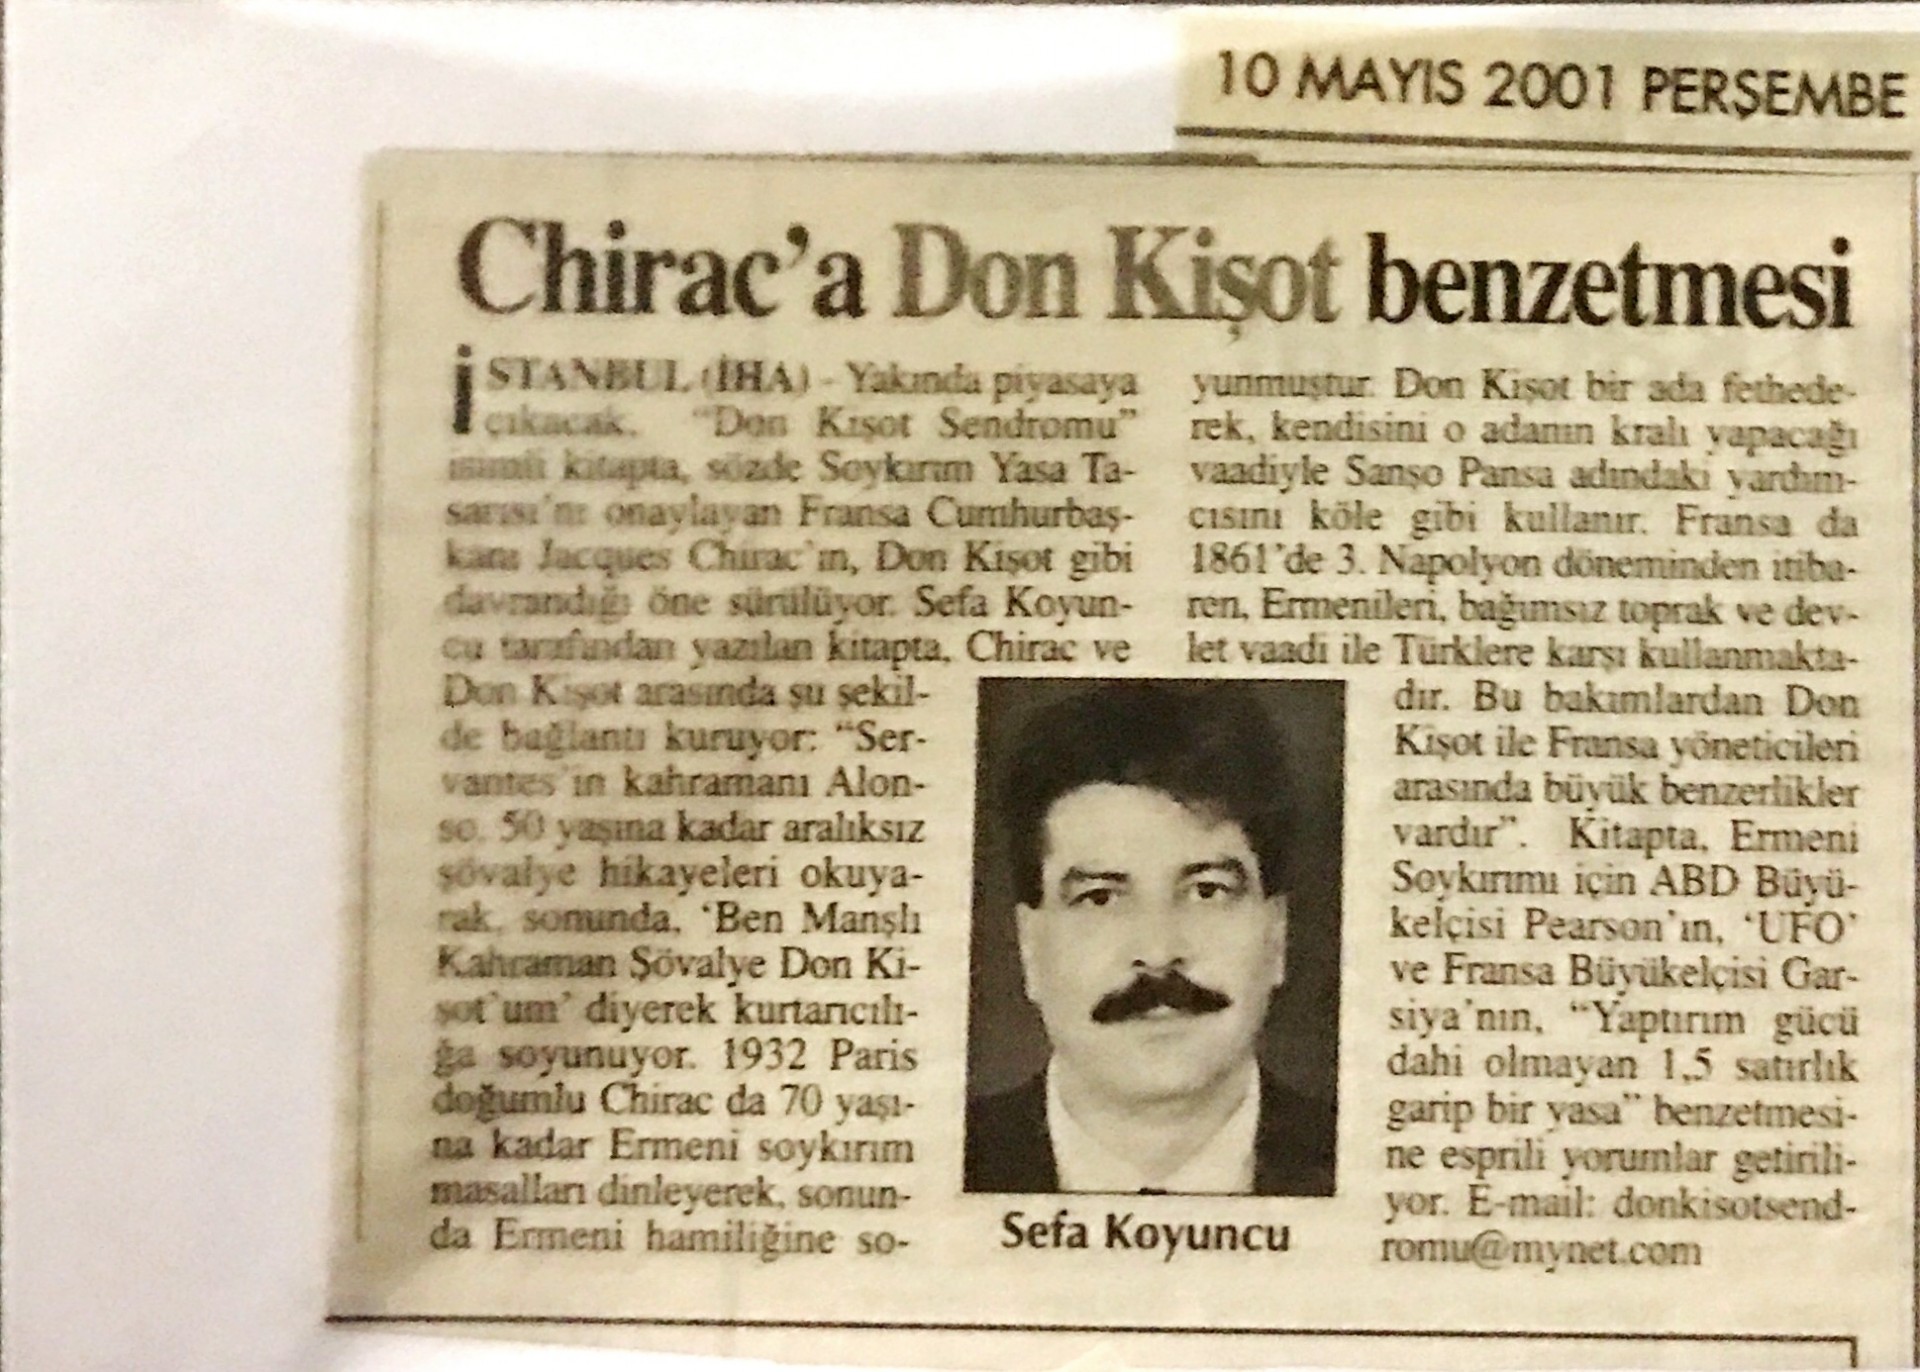 10 MAYIS 2001 PERŞEMBE
Chirac'a Don Kişot benzetmesi
İSTANBUL (İHA) - Yakında piyasaya
çıkacak, "Don Kişot Sendromu"
isimli kitapta, sözde Soykırım Yasa Ta-
sarısı'nı onaylayan Fransa Cumhurbaş-
kanı Jacques Chirac'ın, Don Kişot gibi
davrandığı öne sürülüyor. Sefa Koyun-
cu tarafından yazılan kitapta, Chirac ve
Don Kişot arasında şu şekil-
de bağlantı kuruyor: "Ser-
vantes'in kahramanı Alon-
so, 50 yaşına kadar aralıksız
şövalye hikayeleri okuya-
rak, sonunda, 'Ben Manşlı
Kahraman Şövalye Don Ki-
şot'um' diyerek kurtarıcılı-
ğa soyunuyor. 1932 Paris
doğumlu Chirac da 70 yaşı-
na kadar Ermeni soykırım
masalları dinleyerek, sonun-
da Ermeni hamiliğine so-
yunmuştur. Don Kişot bir ada fethede-
rek, kendisini o adanın kralı yapacağı
vaadiyle Sanşo Pansa adındaki yardım-
cısını köle gibi kullanır. Fransa da
1861'de 3. Napolyon döneminden itiba-
ren, Ermenileri, bağımsız toprak ve dev-
let vaadi ile Türklere karşı kullanmakta-
dır. Bu bakımlardan Don
Kişot ile Fransa yöneticileri
arasında büyük benzerlikler
vardır". Kitapta, Ermeni
Soykırımı için ABD Büyü-
kelçisi Pearson'ın, 'UFO'
ve Fransa Büyükelçisi Gar-
siya'nın, "Yaptırım gücü
dahi olmayan 1,5 satırlık
garip bir yasa" benzetmesi-
ne esprili yorumlar getirili-
yor. E-mail: donkisotsend-
romu@mynet.com
Sefa Koyuncu